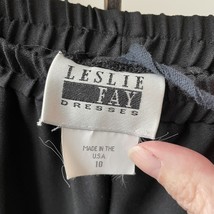 LESLIE
FAY
DRESSES
MADE IN THE
U.S.A
10